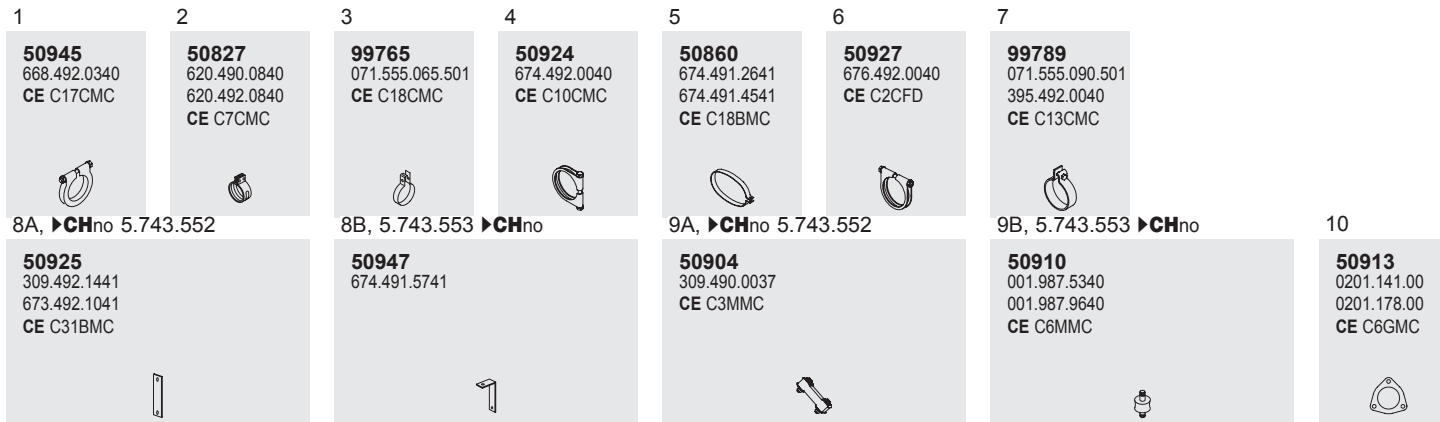 1
50945
668.492.0340
CE C17CMC
2
50827
620.490.0840
620.492.0840
CE C7CMC
3
99765
071.555.065.501
CE C18CMC
4
50924
674.492.0040
CE C10CMC
5
50860
674.491.2641
674.491.4541
CE C18BMC
6
50927
676.492.0040
CE C2CFD
7
99789
071.555.090.501
395.492.0040
CE C13CMC
8A, ▶CHno 5.743.552
50925
309.492.1441
673.492.1041
CE C31BMC
8B, 5.743.553 ▶CHno
50947
674.491.5741
9A, ▶CHno 5.743.552
50904
309.490.0037
CE C3MMC
9B, 5.743.553 ▶CHno
50910
001.987.5340
001.987.9640
CE C6MMC
10
50913
0201.141.00
0201.178.00
CE C6GMC